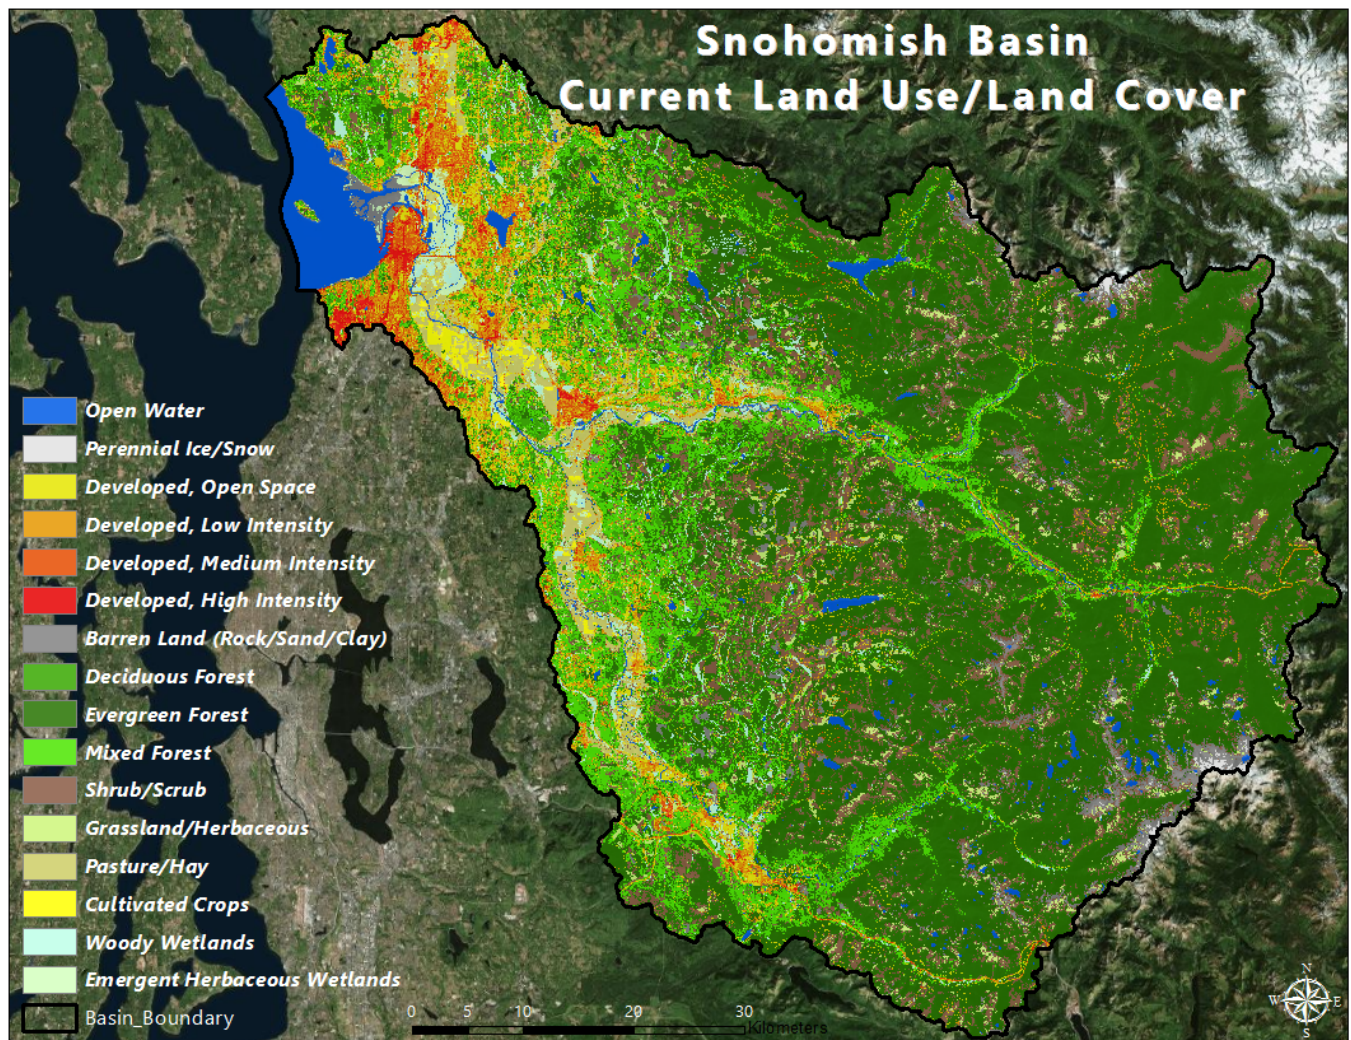 Snohomish Basin
Current Land Use/Land Cover
Open Water
Perennial Ice/Snow
Developed, Open Space
Developed, Low Intensity
Developed, Medium Intensity
Developed, High Intensity
Barren Land (Rock/Sand/Clay)
Deciduous Forest
Evergreen Forest
Mixed Forest
Shrub/Scrub
Grassland/Herbaceous
Pasture/Hay
Cultivated Crops
Woody Wetlands
Emergent Herbaceous Wetlands
Basin_Boundary
0 5 10 20 30
Kilometers
N
W E
S